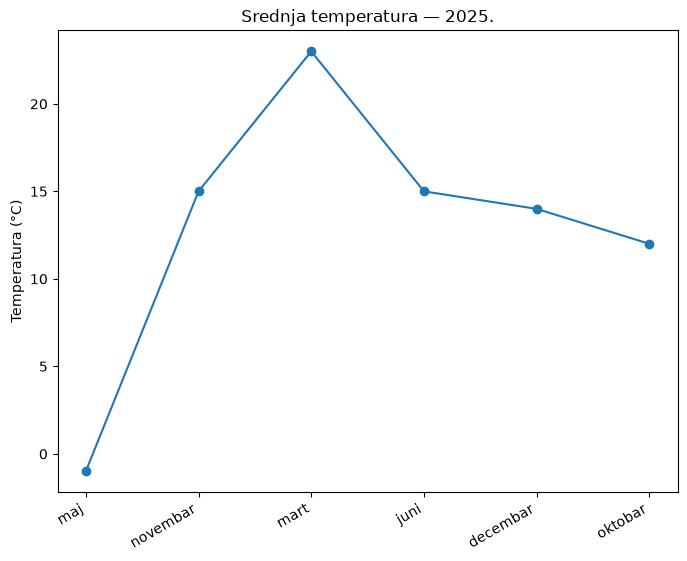 Srednja temperatura — 2025.
Temperatura (°C)
20
15
10
5
0
maj
novembar
mart
juni
decembar
oktobar